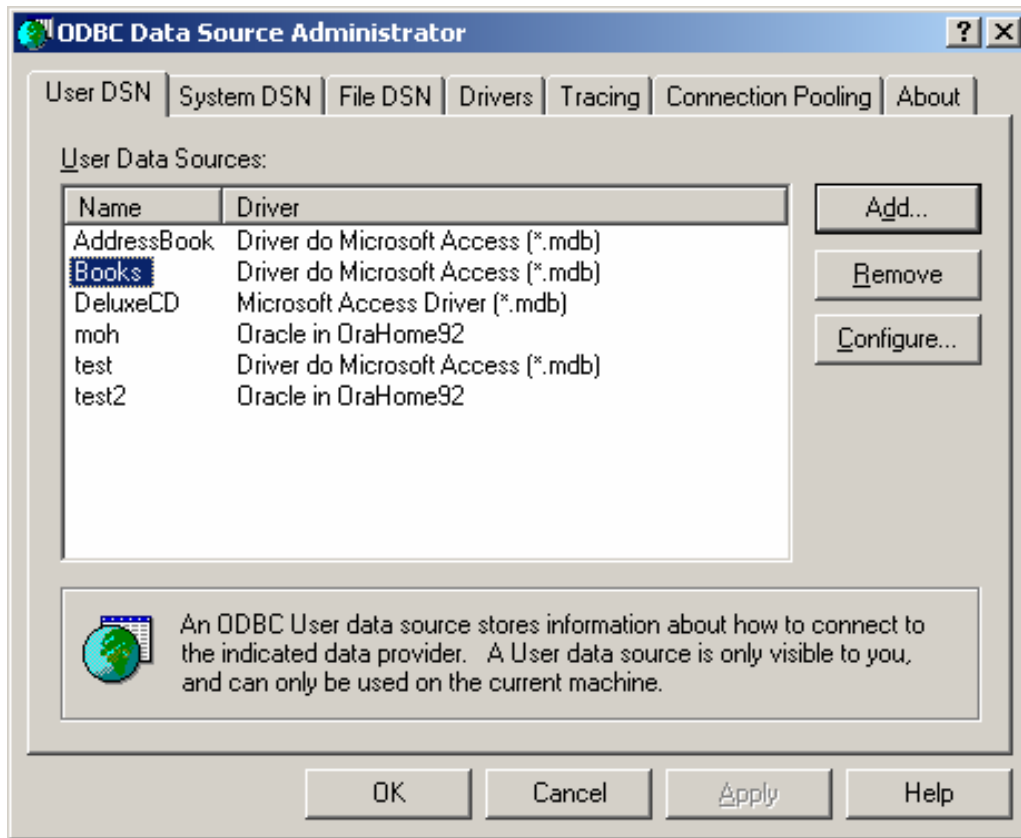 ODBC Data Source Administrator
User DSN System DSN File DSN Drivers Tracing Connection Pooling About
User Data Sources:
Name Driver
AddressBook Driver do Microsoft Access (*.mdb)
Books Driver do Microsoft Access (*.mdb)
DeluxeCD Microsoft Access Driver (*.mdb)
moh Oracle in OraHome92
test Driver do Microsoft Access (*.mdb)
test2 Oracle in OraHome92
Add...
Remove
Configure...
An ODBC User data source stores information about how to connect to
the indicated data provider. A User data source is only visible to you,
and can only be used on the current machine.
OK Cancel Apply Help